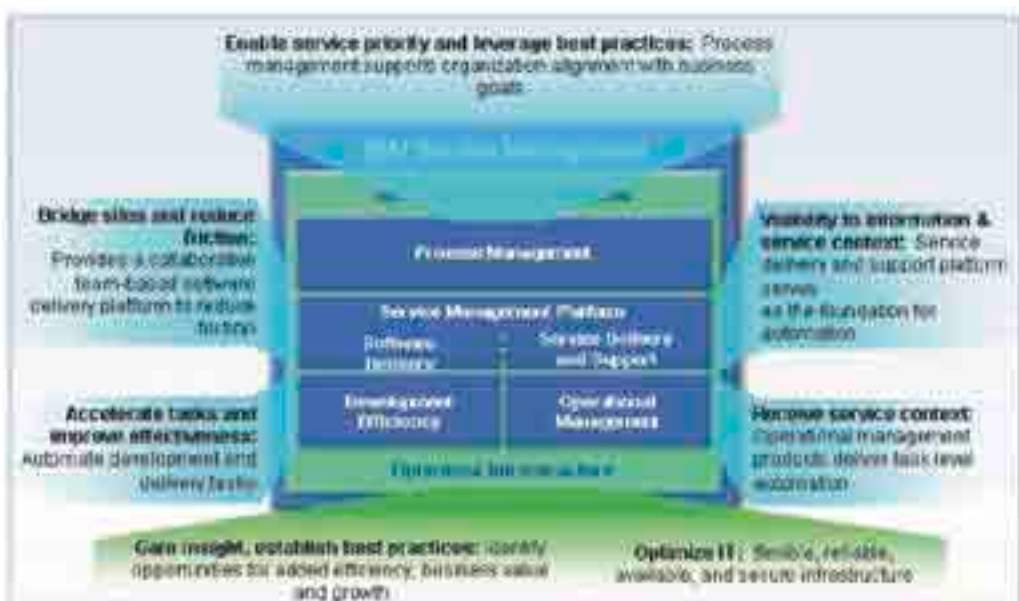 Enable service priority and leverage best practices: Process
management supports organization alignment with business
goals
IBM Service Management
Bridge silos and reduce
friction:
Provides a collaborative
team-based software
delivery platform to reduce
friction
Process Management
Visibility to information &
service context: Service
delivery and support platform
serves
as the foundation for
automation
Service Management Platform
Software
Delivery
Service Delivery
and Support
Accelerate tasks and
improve effectiveness:
Automate development and
delivery tasks
Development
Efficiency
Operational
Management
Receive service context:
Operational management
products deliver task level
automation
Infrastructure
Gain insight, establish best practices: Identify
opportunities for added efficiency, business value
and growth
Optimize IT: flexible, reliable,
available, and secure infrastructure